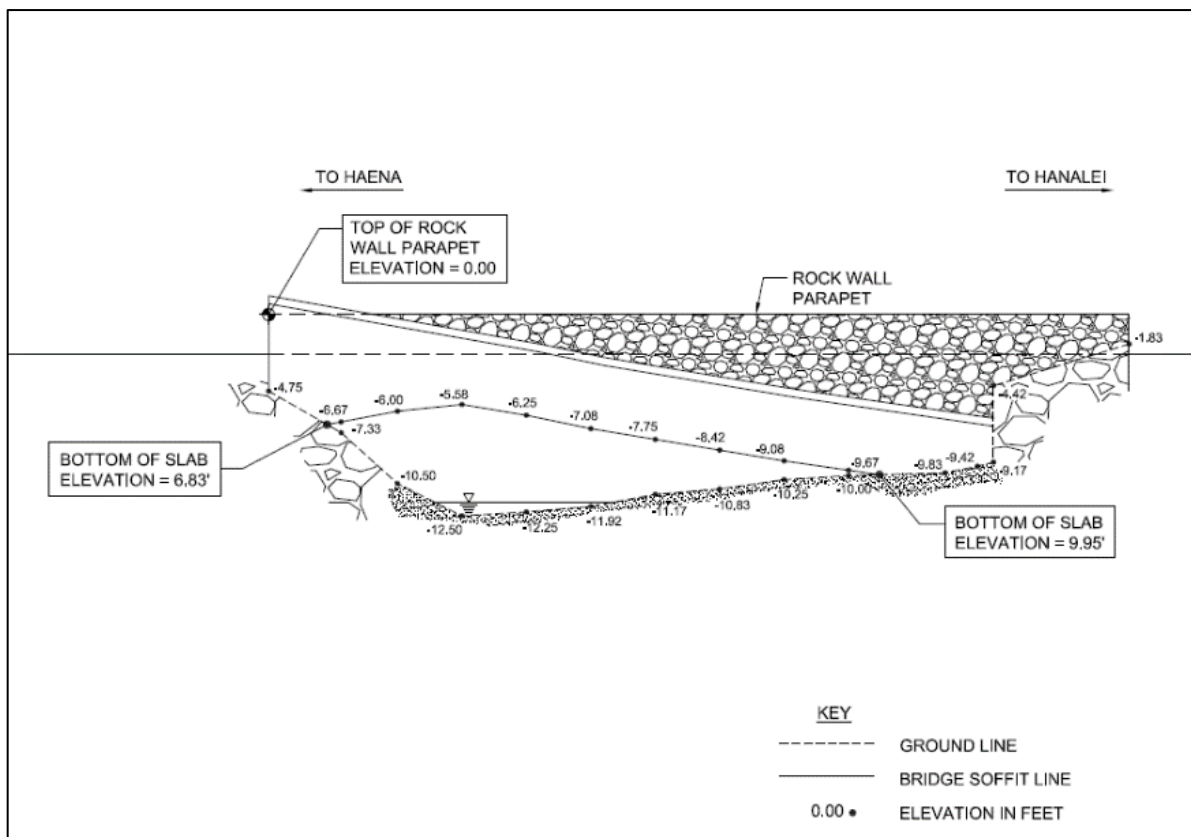 TO HAENA
TO HANALEI
TOP OF ROCK
WALL PARAPET
ELEVATION = 0.00
ROCK WALL
PARAPET
-1.83
-4.75
-4.42
-6.67
-6.00
-5.58
-6.25
-7.08
-7.75
-8.42
-9.08
-9.67
-9.83
-9.42
-9.17
-7.33
BOTTOM OF SLAB
ELEVATION = 6.83'
-10.50
-12.50
-12.25
-11.92
-11.17
-10.83
-10.25
-10.00
BOTTOM OF SLAB
ELEVATION = 9.95'
KEY
GROUND LINE
BRIDGE SOFFIT LINE
0.00 • ELEVATION IN FEET